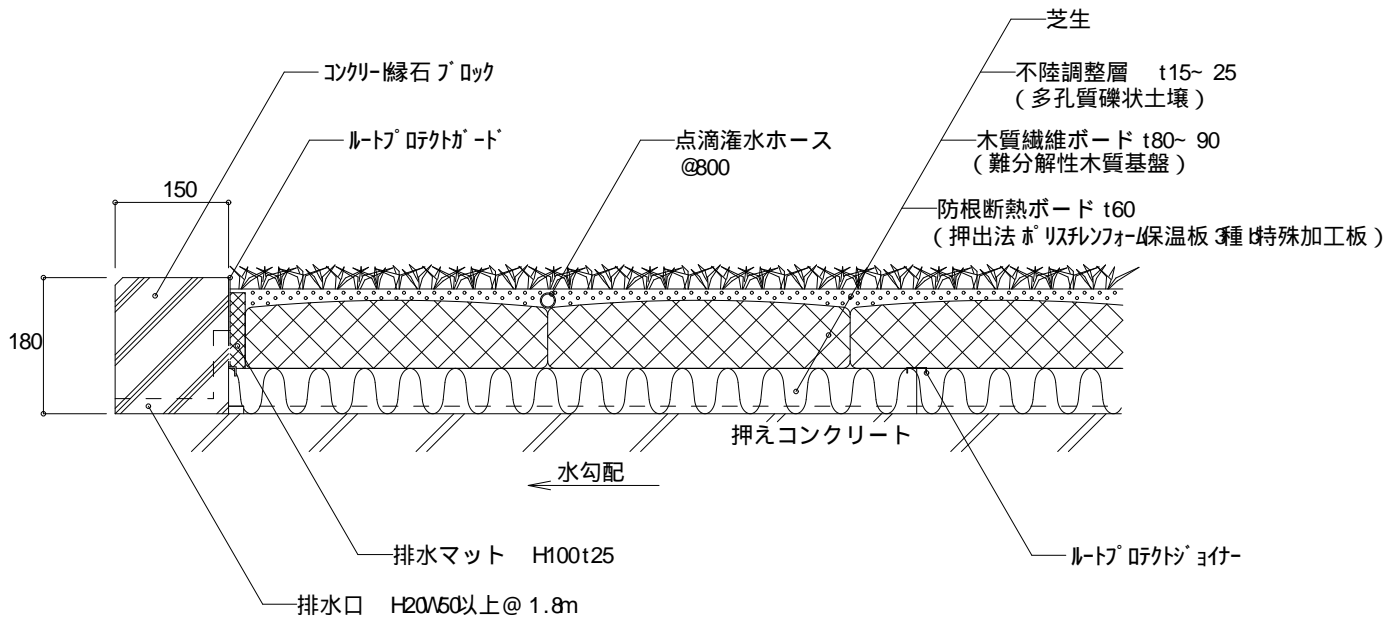 芝生
コンクリート縁石ブロック
不陸調整層 t15~25
(多孔質礫状土壌)
ルートプロテクトガード
点滴潅水ホース
@800
木質繊維ボード t80~90
(難分解性木質基盤)
150
防根断熱ボード t60
(押出法ポリスチレンフォーム保温板3種b特殊加工板)
180
押えコンクリート
水勾配
排水マット H100t25
ルートプロテクトジョイナー
排水口 H20W50以上@1.8m